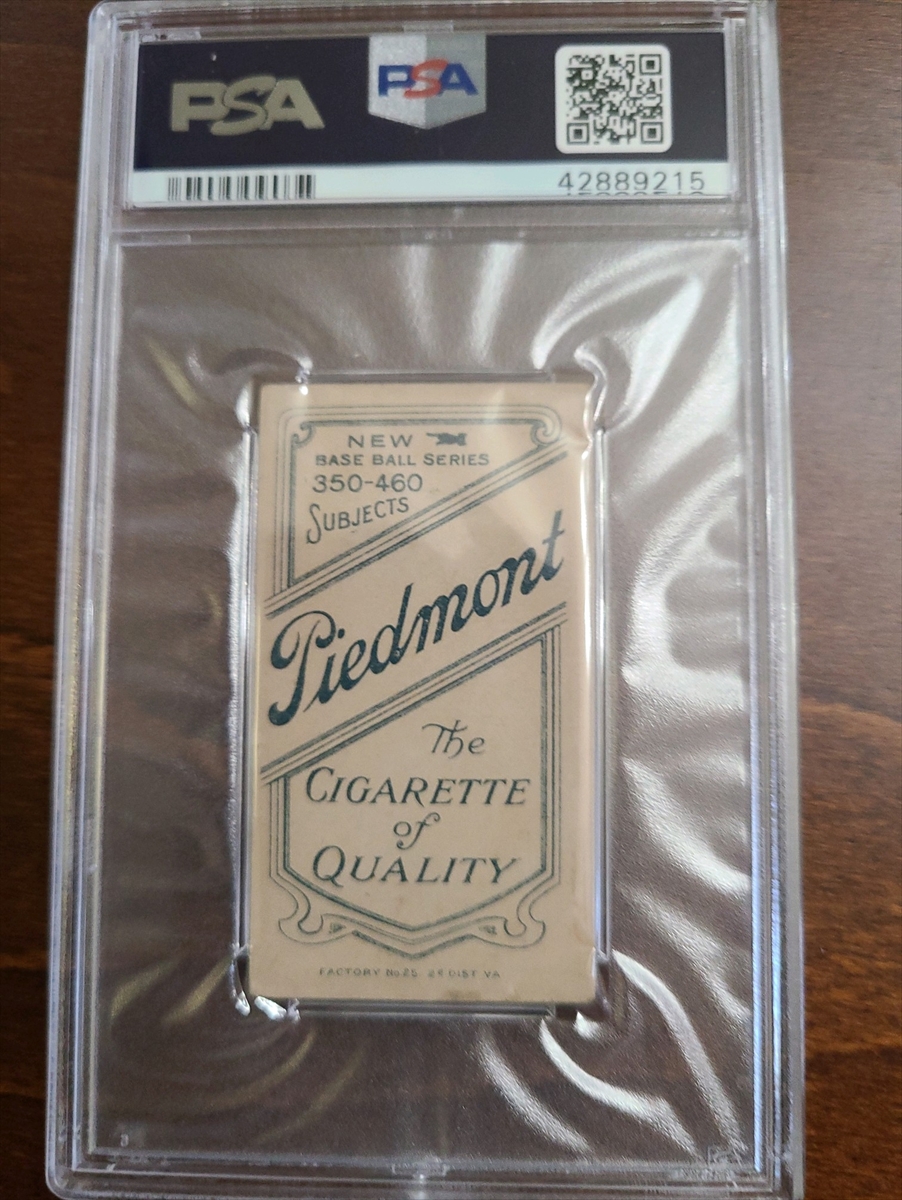 PSA
PSA
42889215
NEW
BASE BALL SERIES
350-460
SUBJECTS
Piedmont
The
CIGARETTE
of
QUALITY
FACTORY No 25 2d DIST VA